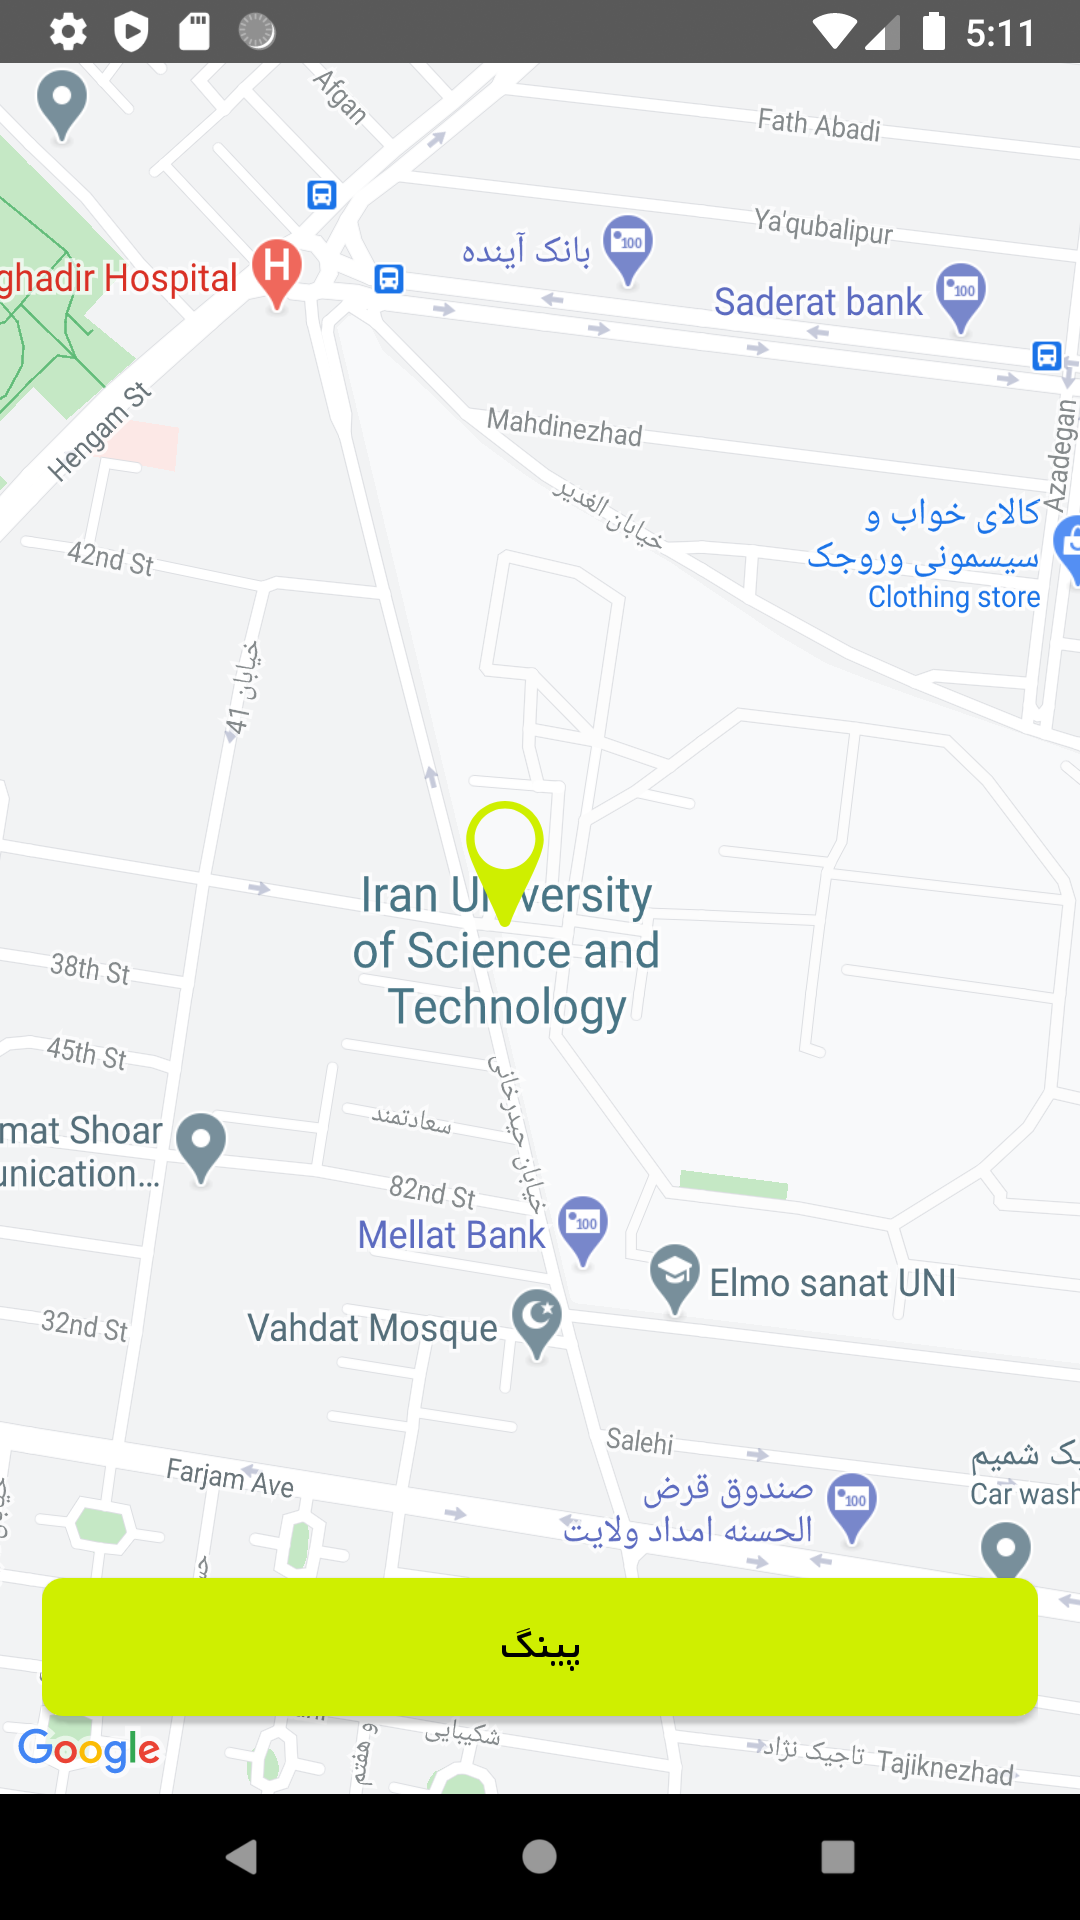 5:11
Afgan
Fath Abadi
Ya'qubalipur
بانک آینده
ghadir Hospital
Saderat bank
Hengam St
Mahdinezhad
Azadegan
خیابان الغدیر
کالای خواب و
سیسمونی وروجک
Clothing store
42nd St
خیابان 41
Iran University
of Science and
Technology
38th St
45th St
خیابان حیدرخانی
سعادتمند
mat Shoar
unication...
82nd St
Mellat Bank
Elmo sanat UNI
Vahdat Mosque
32nd St
Salehi
ک شمیم
Car wash
Farjam Ave
صندوق قرض
الحسنه امداد ولایت
پینگ
Google
و هفتم
شکیبایی
تاجیک نژاد Tajiknezhad